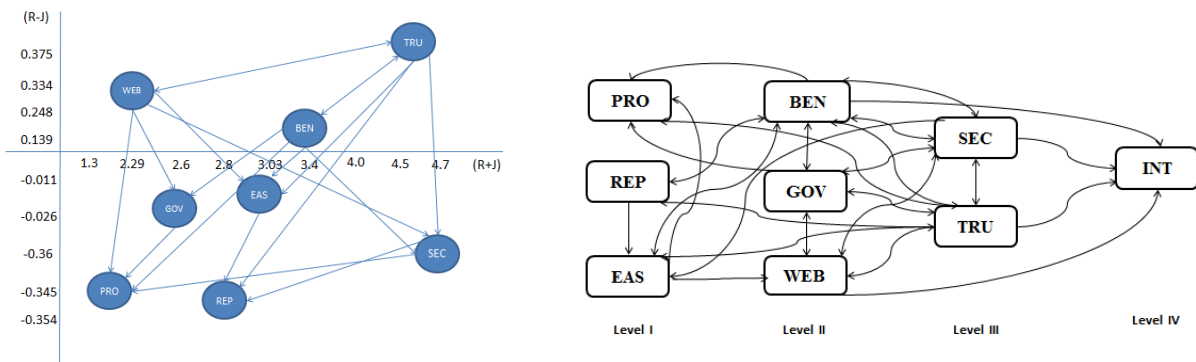 (R-J)
0.375
0.334
0.248
0.139
-0.011
-0.026
-0.36
-0.345
-0.354
1.3 2.29 2.6 2.8 3.03 3.4 4.0 4.5 4.7 (R+J)
TRU
WEB
BEN
EAS
GOV
SEC
PRO
REP
PRO BEN
SEC
INT
REP GOV
TRU
EAS WEB
Level I Level II Level III Level IV